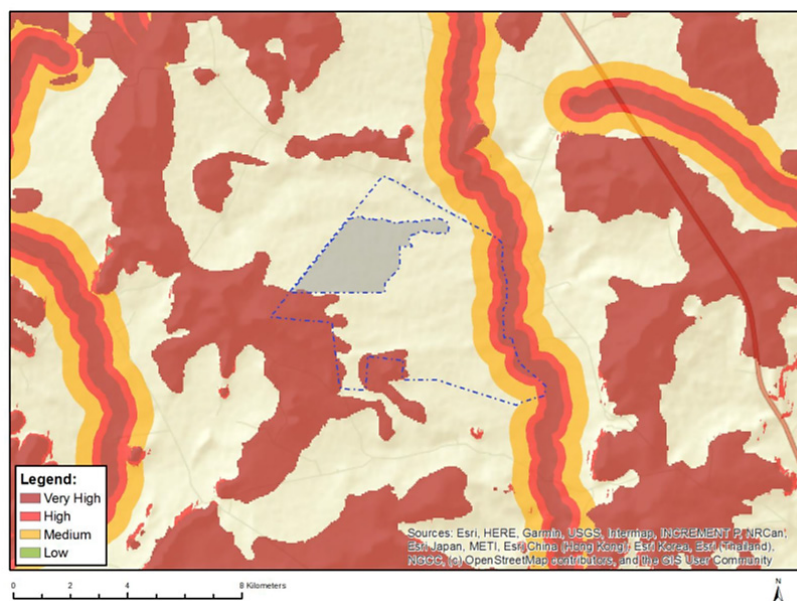 Legend:
Very High
High
Medium
Low
Sources: Esri, HERE, Garmin, USGS, Intermap, INCREMENT P, NRCan,
Esri Japan, METI, Esri China (Hong Kong), Esri Korea, Esri (Thailand),
NGCC, (c) OpenStreetMap contributors, and the GIS User Community
0 2 4 8 Kilometers
N